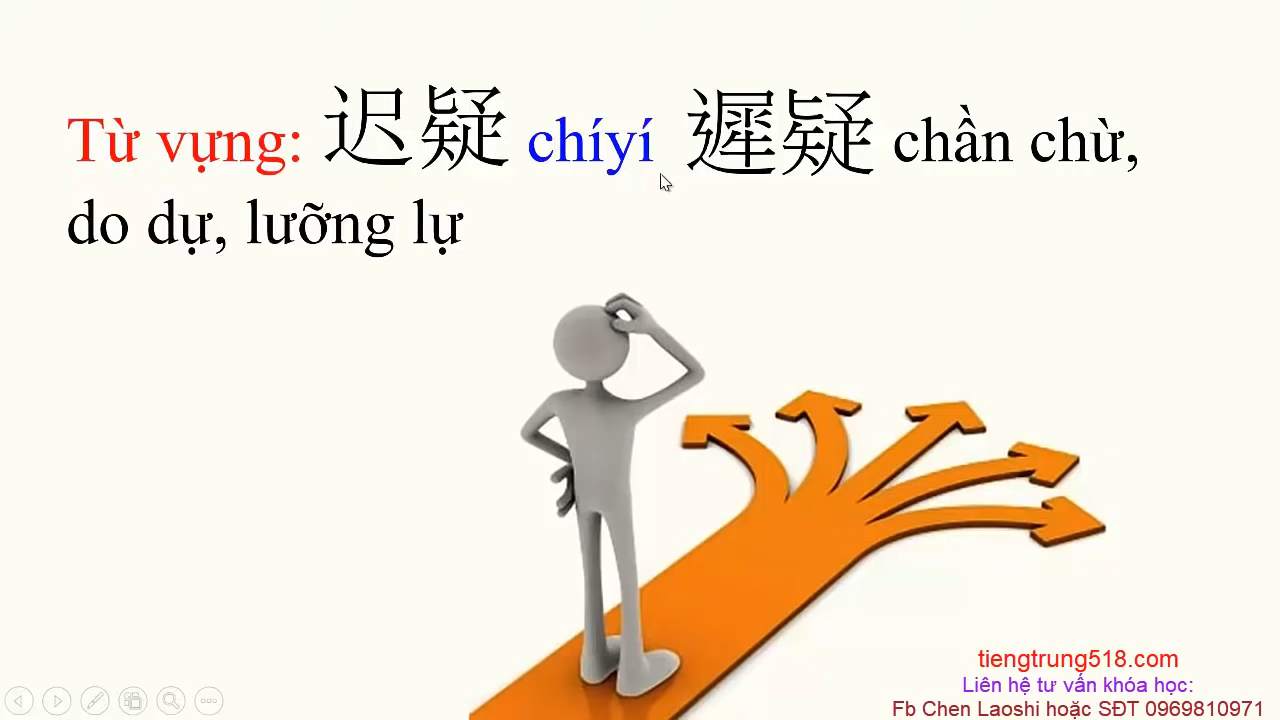 Từ vựng: 迟疑 chíyí 遲疑 chần chừ,
do dự, lưỡng lự
tiengtrung518.com
Liên hệ tư vấn khóa học:
Fb Chen Laoshi hoặc SĐT 0969810971